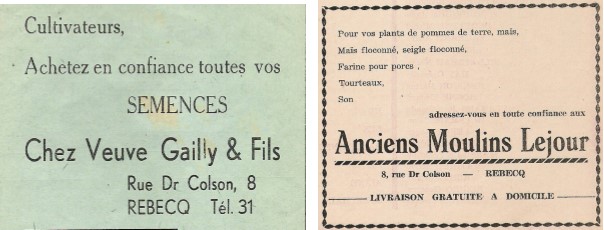 Cultivateurs,
Achetez en confiance toutes vos
SEMENCES
Chez Veuve Gailly & Fils
Rue Dr Colson, 8
REBECQ Tél. 31
Pour vos plants de pommes de terre, maïs,
Maïs floconné, seigle floconné,
Farine pour porcs ,
Tourteaux,
Son
adressez-vous en toute confiance aux
Anciens Moulins Lejour
8, rue Dr Colson — REBECQ
LIVRAISON GRATUITE A DOMICILE